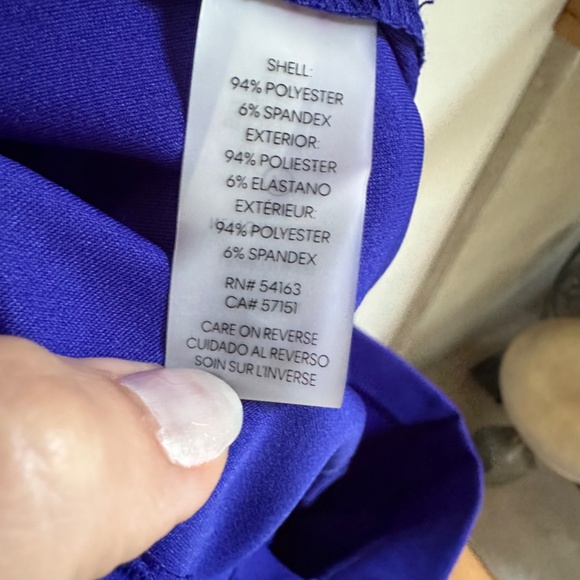 SHELL:
94% POLYESTER
6% SPANDEX
EXTERIOR:
94% POLIESTER
6% ELASTANO
EXTÉRIEUR:
94% POLYESTER
6% SPANDEX
RN# 54163
CA# 57151
CARE ON REVERSE
CUIDADO AL REVERSO
SOIN SUR L'INVERSE